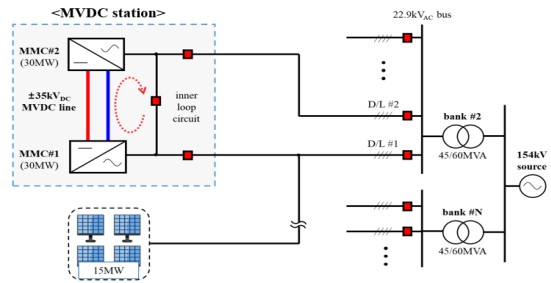 <MVDC station>
MMC#2
(30MW)
±35kVDC
MVDC line
MMC#1
(30MW)
inner
loop
circuit
15MW
22.9kVAC bus
D/L #2
D/L #1
bank #2
45/60MVA
154kV
source
bank #N
45/60MVA